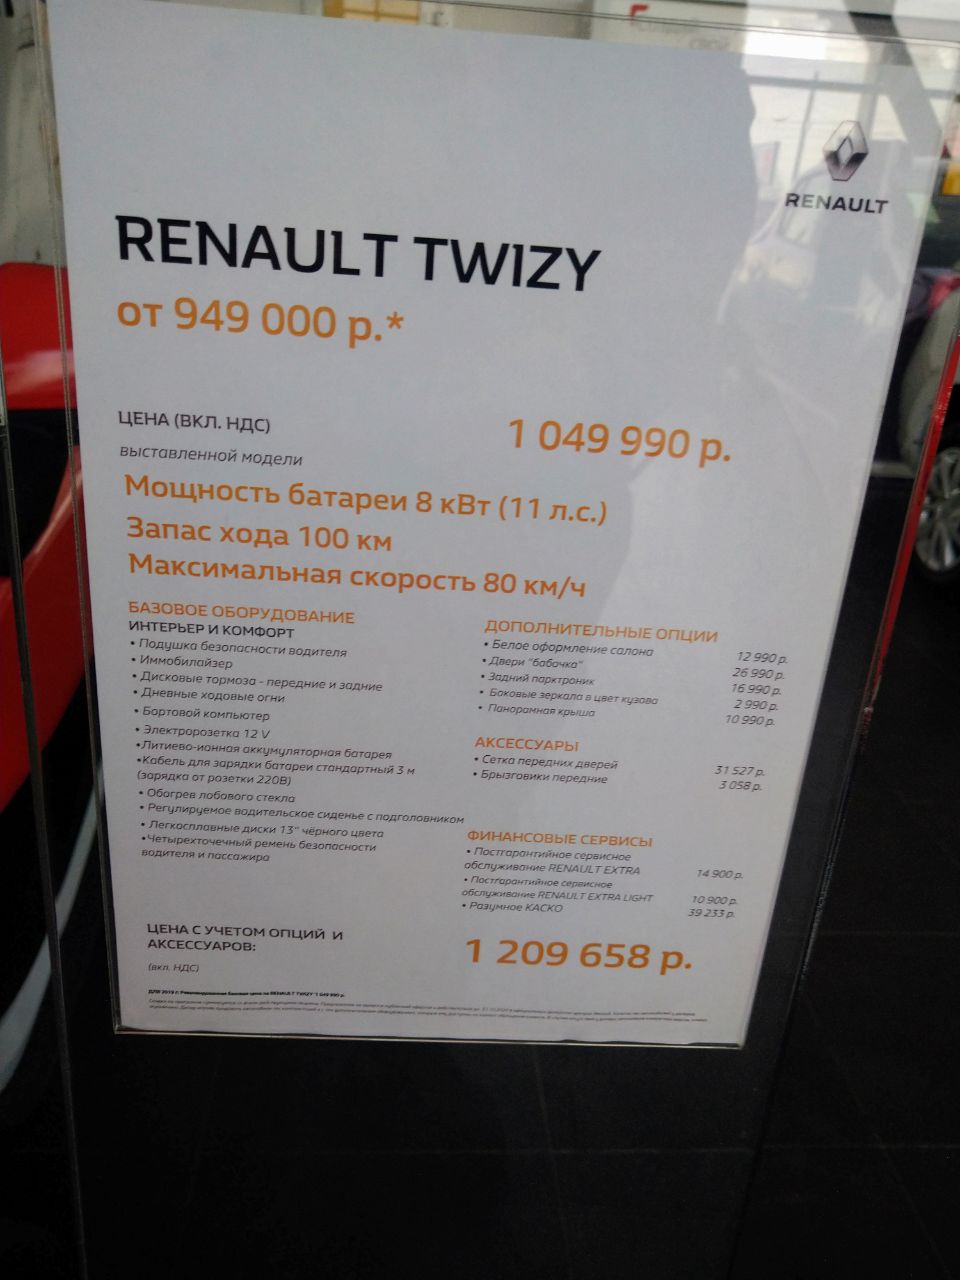 RENAULT
RENAULT TWIZY
от 949 000 р.*
ЦЕНА (ВКЛ. НДС)
1 049 990 р.
выставленной модели
Мощность батареи 8 кВт (11 л.с.)
Запас хода 100 км
Максимальная скорость 80 км/ч
БАЗОВОЕ ОБОРУДОВАНИЕ
ИНТЕРЬЕР И КОМФОРТ
• Подушка безопасности водителя
• Иммобилайзер
• Дисковые тормоза - передние и задние
• Дневные ходовые огни
• Бортовой компьютер
• Электророзетка 12 V
•Литиево-ионная аккумуляторная батарея
•Кабель для зарядки батареи стандартный 3 м
(зарядка от розетки 220В)
• Обогрев лобового стекла
• Регулируемое водительское сиденье с подголовником
• Легкосплавные диски 13" чёрного цвета
•Четырехточечный ремень безопасности
водителя и пассажира
ДОПОЛНИТЕЛЬНЫЕ ОПЦИИ
• Белое оформление салона 12 990 р.
• Двери "бабочка" 26 990 р.
• Задний парктроник 16 990 р.
• Боковые зеркала в цвет кузова 2 990 р.
• Панорамная крыша 10 990 р.
АКСЕССУАРЫ
• Сетка передних дверей 31 527 р.
• Брызговики передние 3 058 р.
ФИНАНСОВЫЕ СЕРВИСЫ
• Постгарантийное сервисное
обслуживание RENAULT EXTRA 14 900 р.
• Постгарантийное сервисное
обслуживание RENAULT EXTRA LIGHT 10 900 р.
• Разумное КАСКО 39 233 р.
ЦЕНА С УЧЕТОМ ОПЦИЙ И
АКСЕССУАРОВ:
1 209 658 р.
(вкл. НДС)